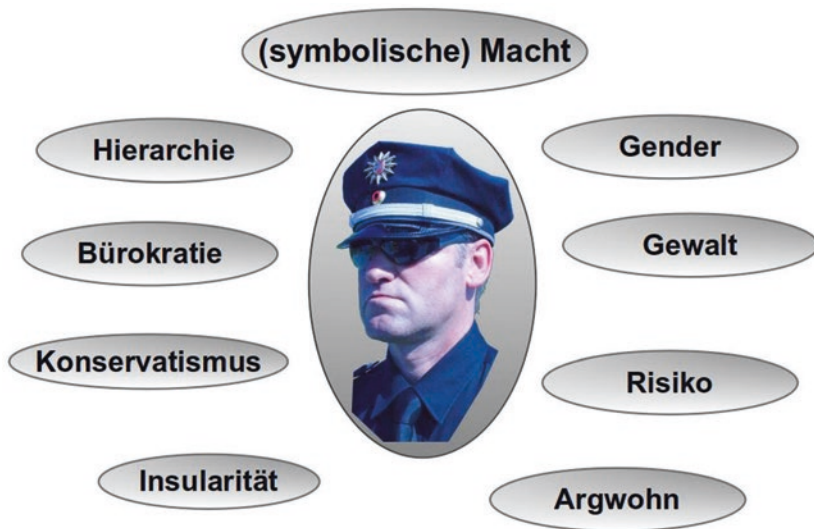 (symbolische) Macht
Hierarchie
Gender
Bürokratie
Gewalt
Konservatismus
Risiko
Insularität
Argwohn